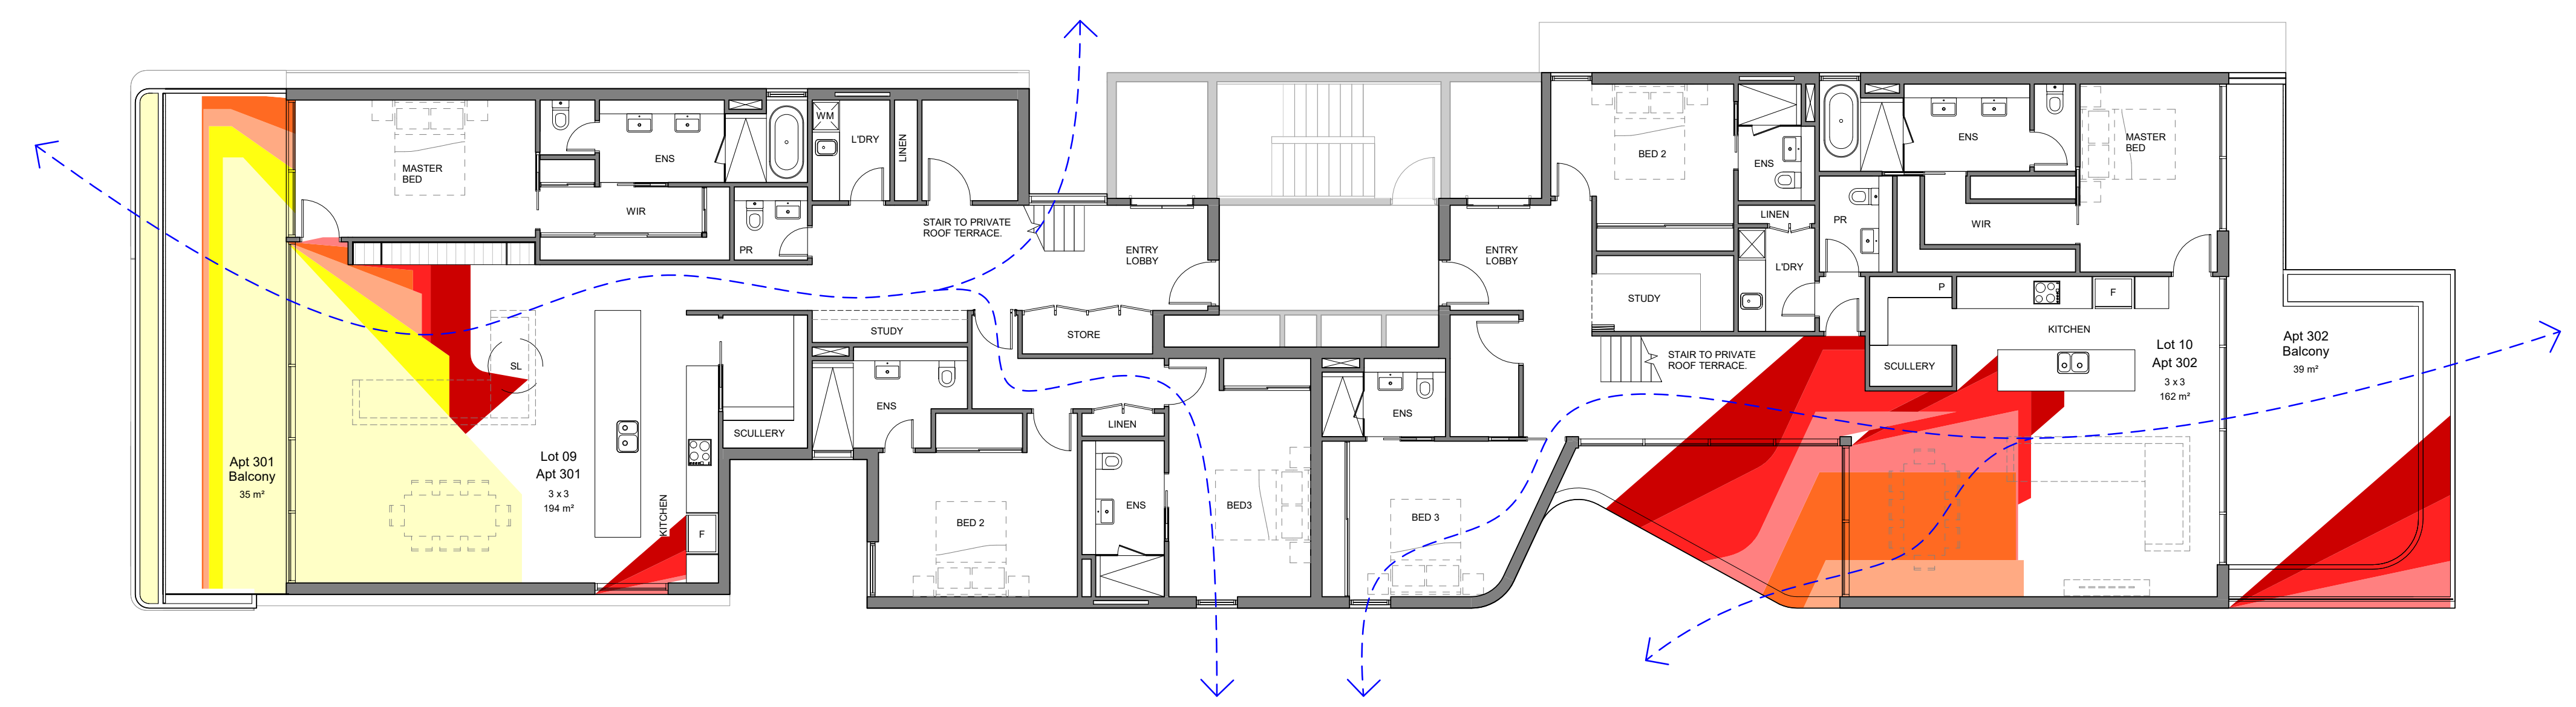 MASTER
BED
ENS
WIR
PR
WM
L'DRY
LINEN
STAIR TO PRIVATE
ROOF TERRACE.
ENTRY
LOBBY
STUDY
STORE
SL
SCULLERY
KITCHEN
F
Apt 301
Balcony
35 m²
Lot 09
Apt 301
3 x 3
194 m²
ENS
BED 2
LINEN
ENS
BED3
ENTRY
LOBBY
BED 2
ENS
LINEN
L'DRY
STUDY
STAIR TO PRIVATE
ROOF TERRACE.
ENS
BED 3
PR
ENS
WIR
MASTER
BED
P
SCULLERY
KITCHEN
F
Lot 10
Apt 302
3 x 3
162 m²
Apt 302
Balcony
39 m²